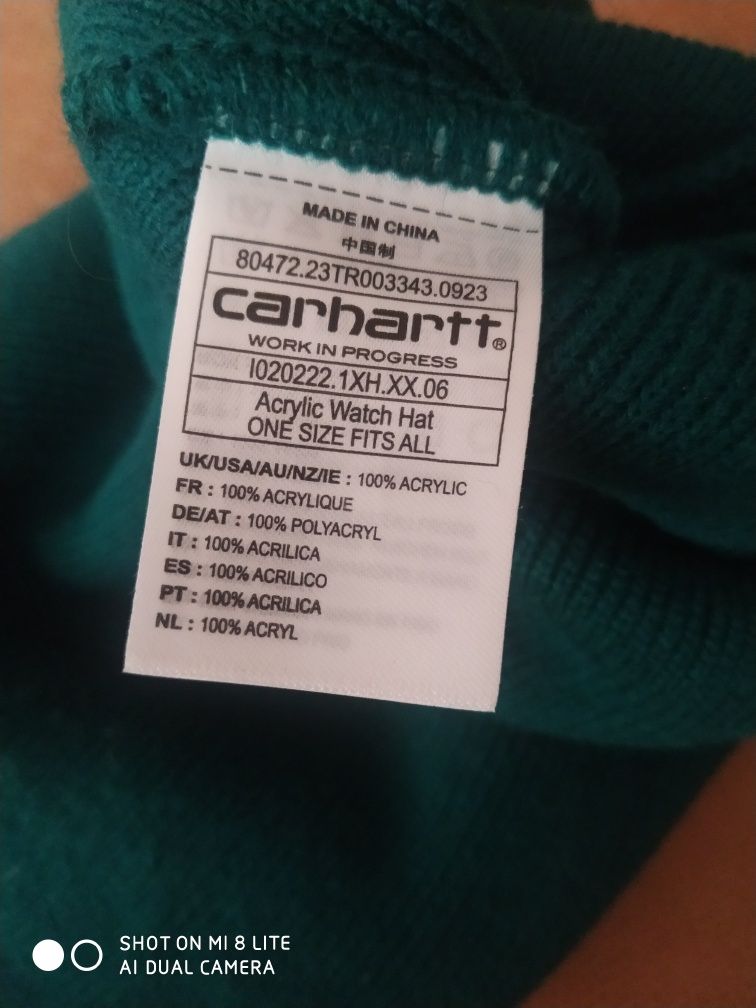 MADE IN CHINA
中国制
80472.23TR003343.0923
carhartt®
WORK IN PROGRESS
I020222.1XH.XX.06
Acrylic Watch Hat
ONE SIZE FITS ALL
UK/USA/AU/NZ/IE : 100% ACRYLIC
FR : 100% ACRYLIQUE
DE/AT : 100% POLYACRYL
IT : 100% ACRILICA
ES : 100% ACRILICO
PT : 100% ACRILICA
NL : 100% ACRYL
SHOT ON MI 8 LITE
AI DUAL CAMERA